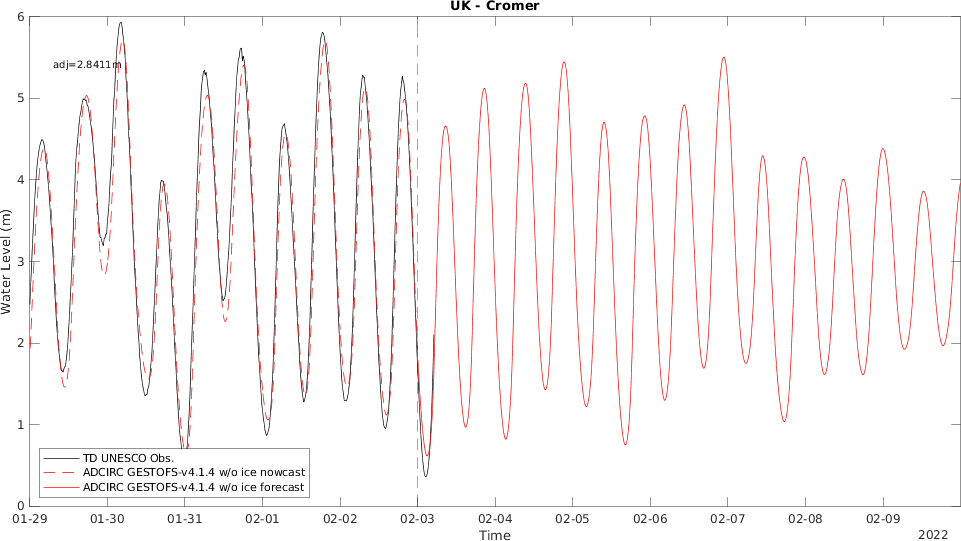 UK - Cromer
adj=2.8411m
Water Level (m)
6
5
4
3
2
1
0
TD UNESCO Obs.
ADCIRC GESTOFS-v4.1.4 w/o ice nowcast
ADCIRC GESTOFS-v4.1.4 w/o ice forecast
01-29 01-30 01-31 02-01 02-02 02-03 02-04 02-05 02-06 02-07 02-08 02-09
Time
2022